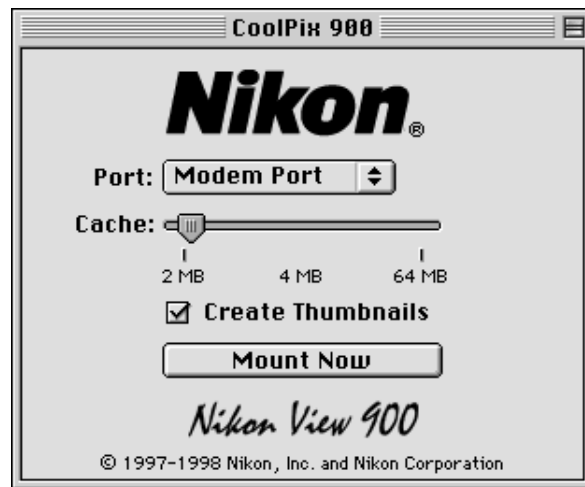 CoolPix 900
Nikon®
Port: Modem Port
Cache:
2 MB 4 MB 64 MB
Create Thumbnails
Mount Now
Nikon View 900
© 1997-1998 Nikon, Inc. and Nikon Corporation